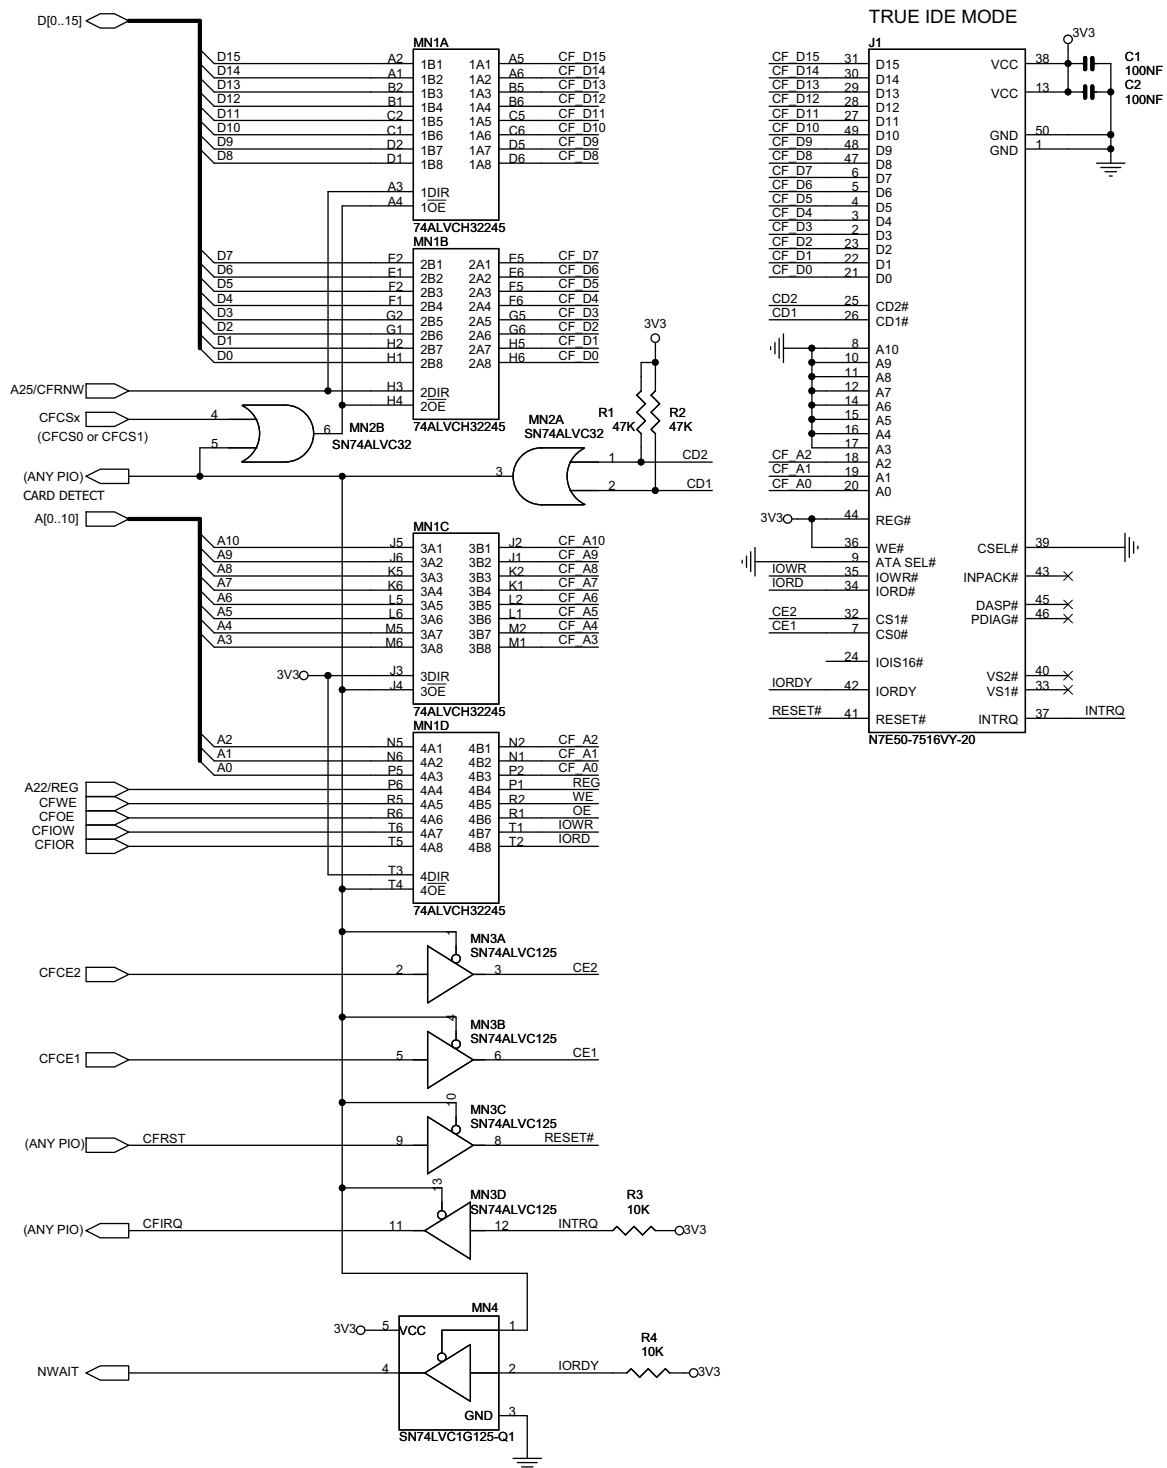 TRUE IDE MODE
D[0..15]
MN1A
D15 A2 1B1 1A1 A5 CF_D15
D14 A1 1B2 1A2 A6 CF_D14
D13 B2 1B3 1A3 B5 CF_D13
D12 B1 1B4 1A4 B6 CF_D12
D11 C2 1B5 1A5 C5 CF_D11
D10 C1 1B6 1A6 C6 CF_D10
D9 D2 1B7 1A7 D5 CF_D9
D8 D1 1B8 1A8 D6 CF_D8
A3 1DIR
A4 1OE
74ALVCH32245
MN1B
D7 E2 2B1 2A1 E5 CF_D7
D6 E1 2B2 2A2 E6 CF_D6
D5 F2 2B3 2A3 F5 CF_D5
D4 F1 2B4 2A4 F6 CF_D4
D3 G2 2B5 2A5 G5 CF_D3
D2 G1 2B6 2A6 G6 CF_D2
D1 H2 2B7 2A7 H5 CF_D1
D0 H1 2B8 2A8 H6 CF_D0
A25/CFRNW H3 2DIR
H4 2OE
74ALVCH32245
CFCSx 4
(CFCS0 or CFCS1) 5 6
MN2B
SN74ALVC32
3V3
R1 47K
R2 47K
MN2A
SN74ALVC32
1 CD2
2 CD1
3
(ANY PIO)
CARD DETECT
A[0..10]
MN1C
A10 J5 3A1 3B1 J2 CF_A10
A9 J6 3A2 3B2 J1 CF_A9
A8 K5 3A3 3B3 K2 CF_A8
A7 K6 3A4 3B4 K1 CF_A7
A6 L5 3A5 3B5 L2 CF_A6
A5 L6 3A6 3B6 L1 CF_A5
A4 M5 3A7 3B7 M2 CF_A4
A3 M6 3A8 3B8 M1 CF_A3
3V3 J3 3DIR
J4 3OE
74ALVCH32245
MN1D
A2 N5 4A1 4B1 N2 CF_A2
A1 N6 4A2 4B2 N1 CF_A1
A0 P5 4A3 4B3 P2 CF_A0
A22/REG P6 4A4 4B4 P1 REG
CFWE R5 4A5 4B5 R2 WE
CFOE R6 4A6 4B6 R1 OE
CFIOW T6 4A7 4B7 T1 IOWR
CFIOR T5 4A8 4B8 T2 IORD
T3 4DIR
T4 4OE
74ALVCH32245
1 MN3A
SN74ALVC125
CFCE2 2 3 CE2
4 MN3B
SN74ALVC125
CFCE1 5 6 CE1
10 MN3C
SN74ALVC125
(ANY PIO) CFRST 9 8 RESET#
13 MN3D
SN74ALVC125
R3
10K
(ANY PIO) CFIRQ 11 12 INTRQ 3V3
MN4
3V3 5 VCC 1
R4
10K
NWAIT 4 2 IORDY 3V3
GND 3
SN74LVC1G125-Q1
J1
CF_D15 31 D15
CF_D14 30 D14
CF_D13 29 D13
CF_D12 28 D12
CF_D11 27 D11
CF_D10 49 D10
CF_D9 48 D9
CF_D8 47 D8
CF_D7 6 D7
CF_D6 5 D6
CF_D5 4 D5
CF_D4 3 D4
CF_D3 2 D3
CF_D2 23 D2
CF_D1 22 D1
CF_D0 21 D0
CD2 25 CD2#
CD1 26 CD1#
8 A10
10 A9
11 A8
12 A7
14 A6
15 A5
16 A4
17 A3
CF_A2 18 A2
CF_A1 19 A1
CF_A0 20 A0
3V3 44 REG#
36 WE#
9 ATA SEL#
IOWR 35 IOWR#
IORD 34 IORD#
CE2 32 CS1#
CE1 7 CS0#
24 IOIS16#
IORDY 42 IORDY
RESET# 41 RESET#
3V3
VCC 38 C1 100NF
VCC 13 C2 100NF
GND 50
GND 1
CSEL# 39
INPACK# 43
DASP# 45
PDIAG# 46
VS2# 40
VS1# 33
INTRQ 37 INTRQ
N7E50-7516VY-20